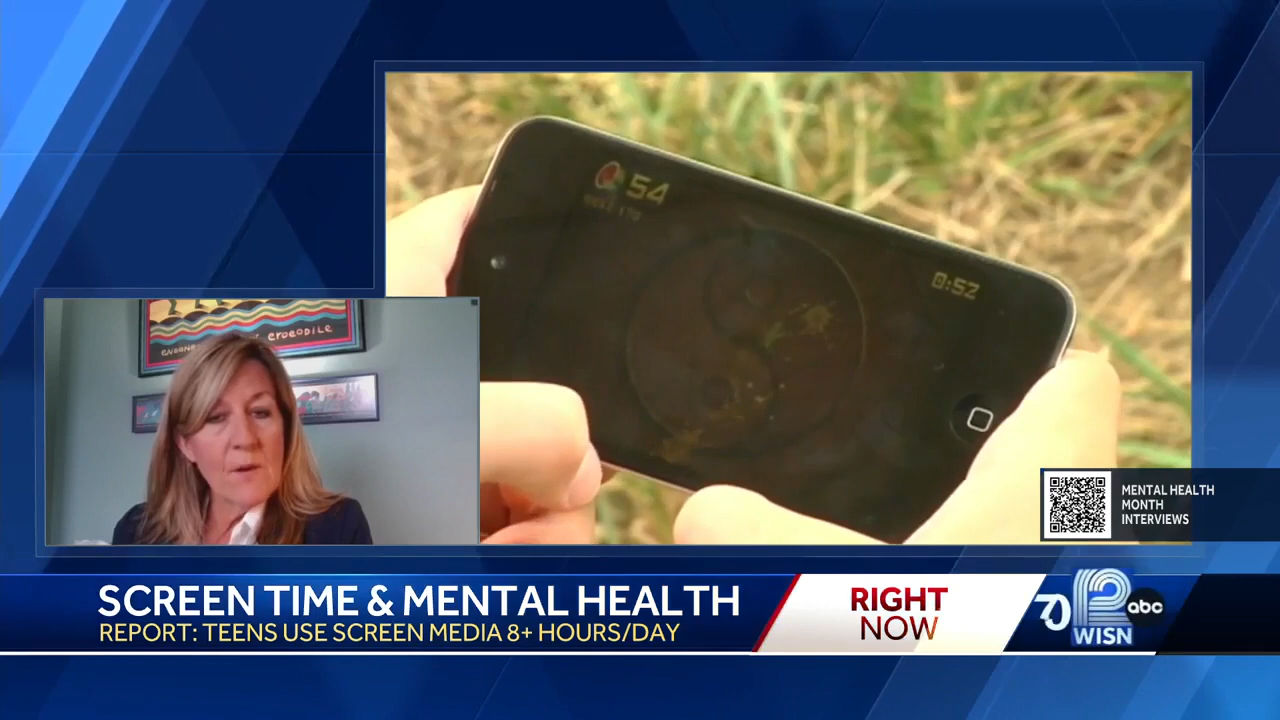 54
0:52
CROCODILE
MENTAL HEALTH
MONTH
INTERVIEWS
SCREEN TIME & MENTAL HEALTH
REPORT: TEENS USE SCREEN MEDIA 8+ HOURS/DAY
RIGHT
NOW
70
12
abc
WISN